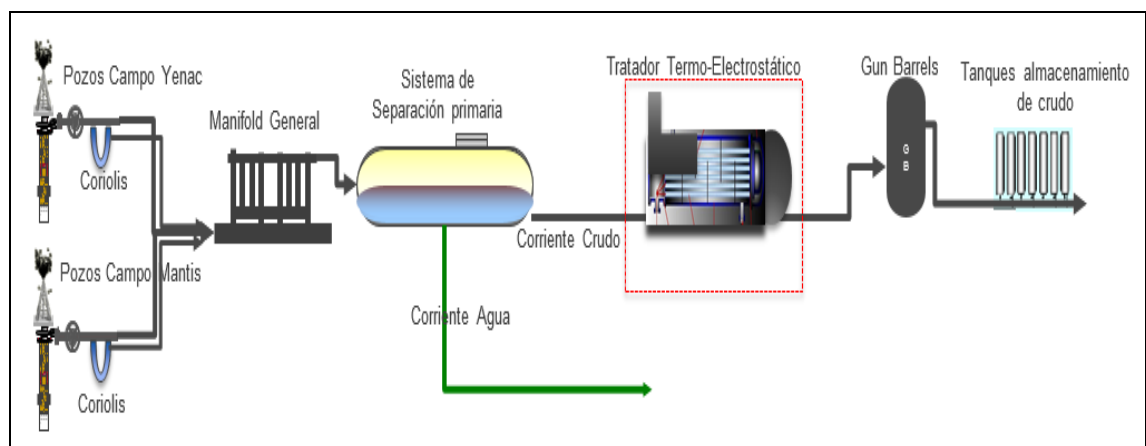 Pozos Campo Yenac
Coriolis
Manifold General
Sistema de
Separación primaria
Tratador Termo-Electrostático
Gun Barrels
Tanques almacenamiento
de crudo
G
B
Corriente Crudo
Pozos Campo Mantis
Coriolis
Corriente Agua